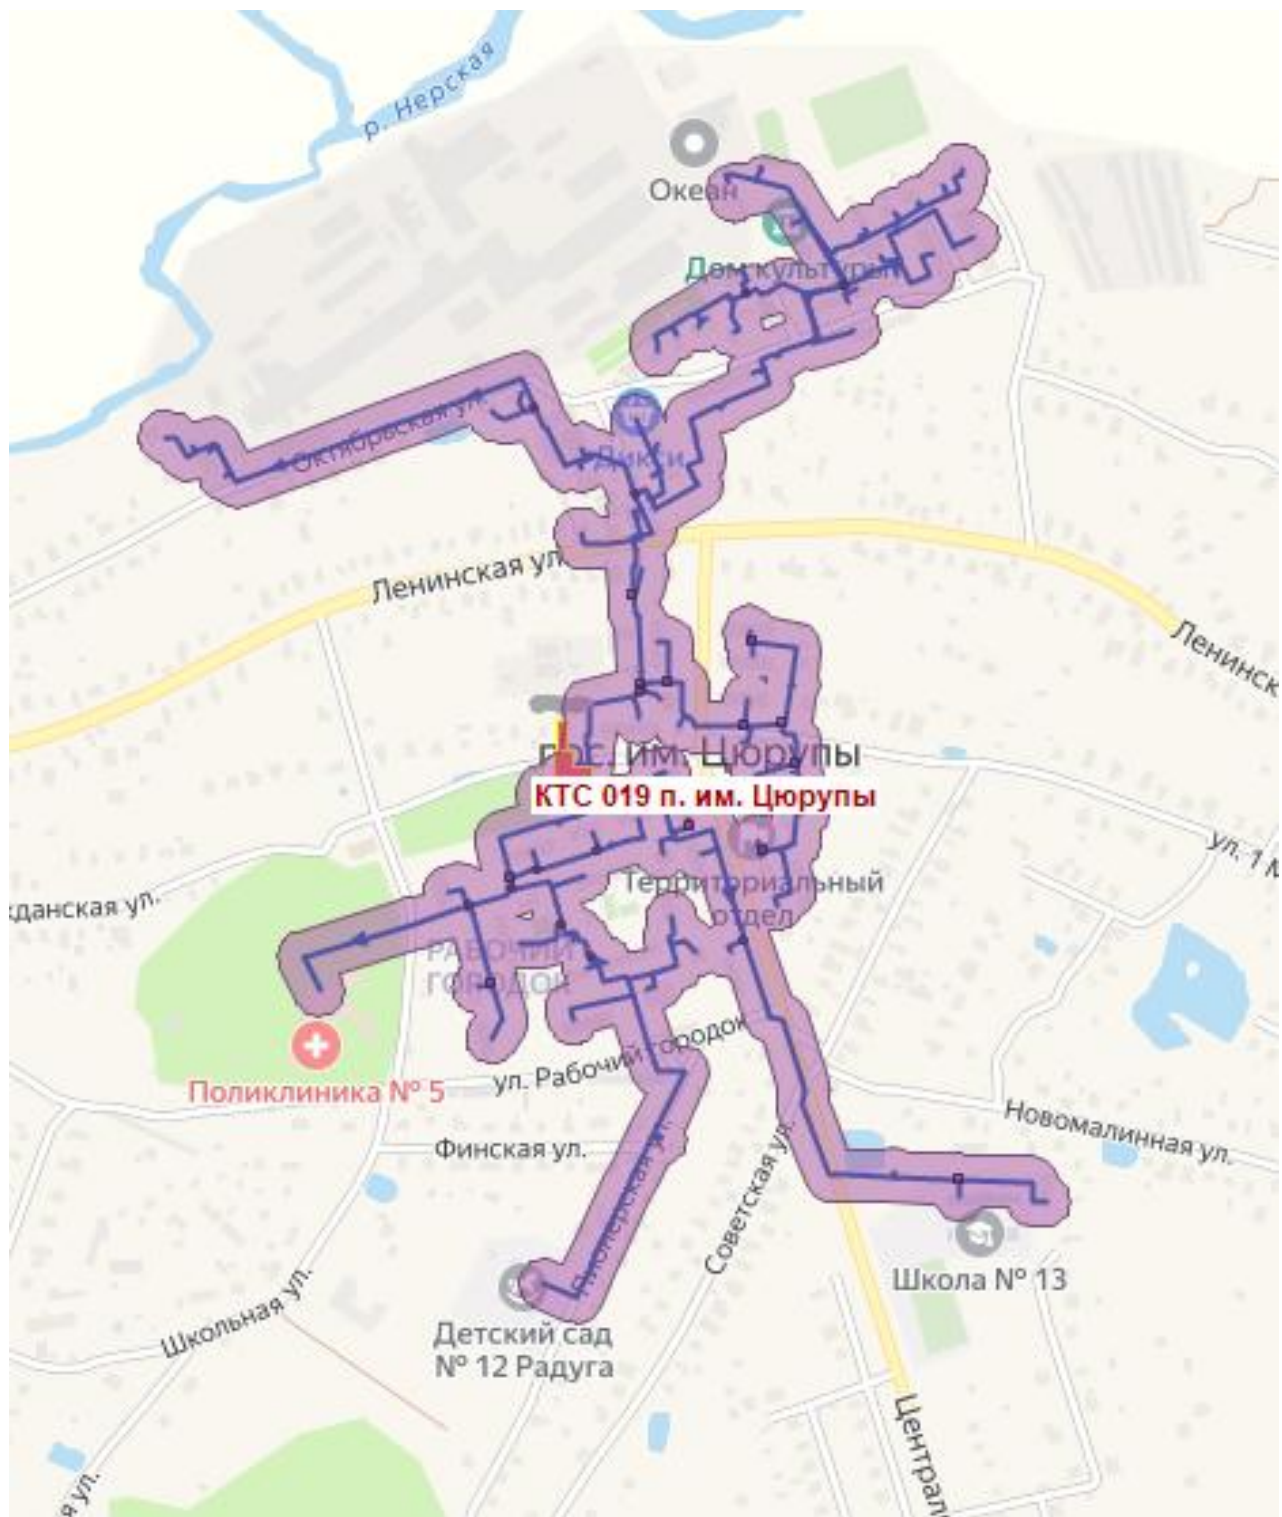 р. Нерская
Океан
Дом культуры
Октябрьская ул.
Дикси
Ленинская ул.
Ленинск
пос. им. Цюрупы
КТС 019 п. им. Цюрупы
ул. 1 М
Территориальный
отдел
жданская ул.
РАБОЧИЙ
ГОРОДОК
ул. Рабочий городок
Поликлиника № 5
Новомалинная ул.
Финская ул.
Пионерская ул.
Советская ул.
Школа № 13
Школьная ул.
Детский сад
№ 12 Радуга
Централ
я ул.